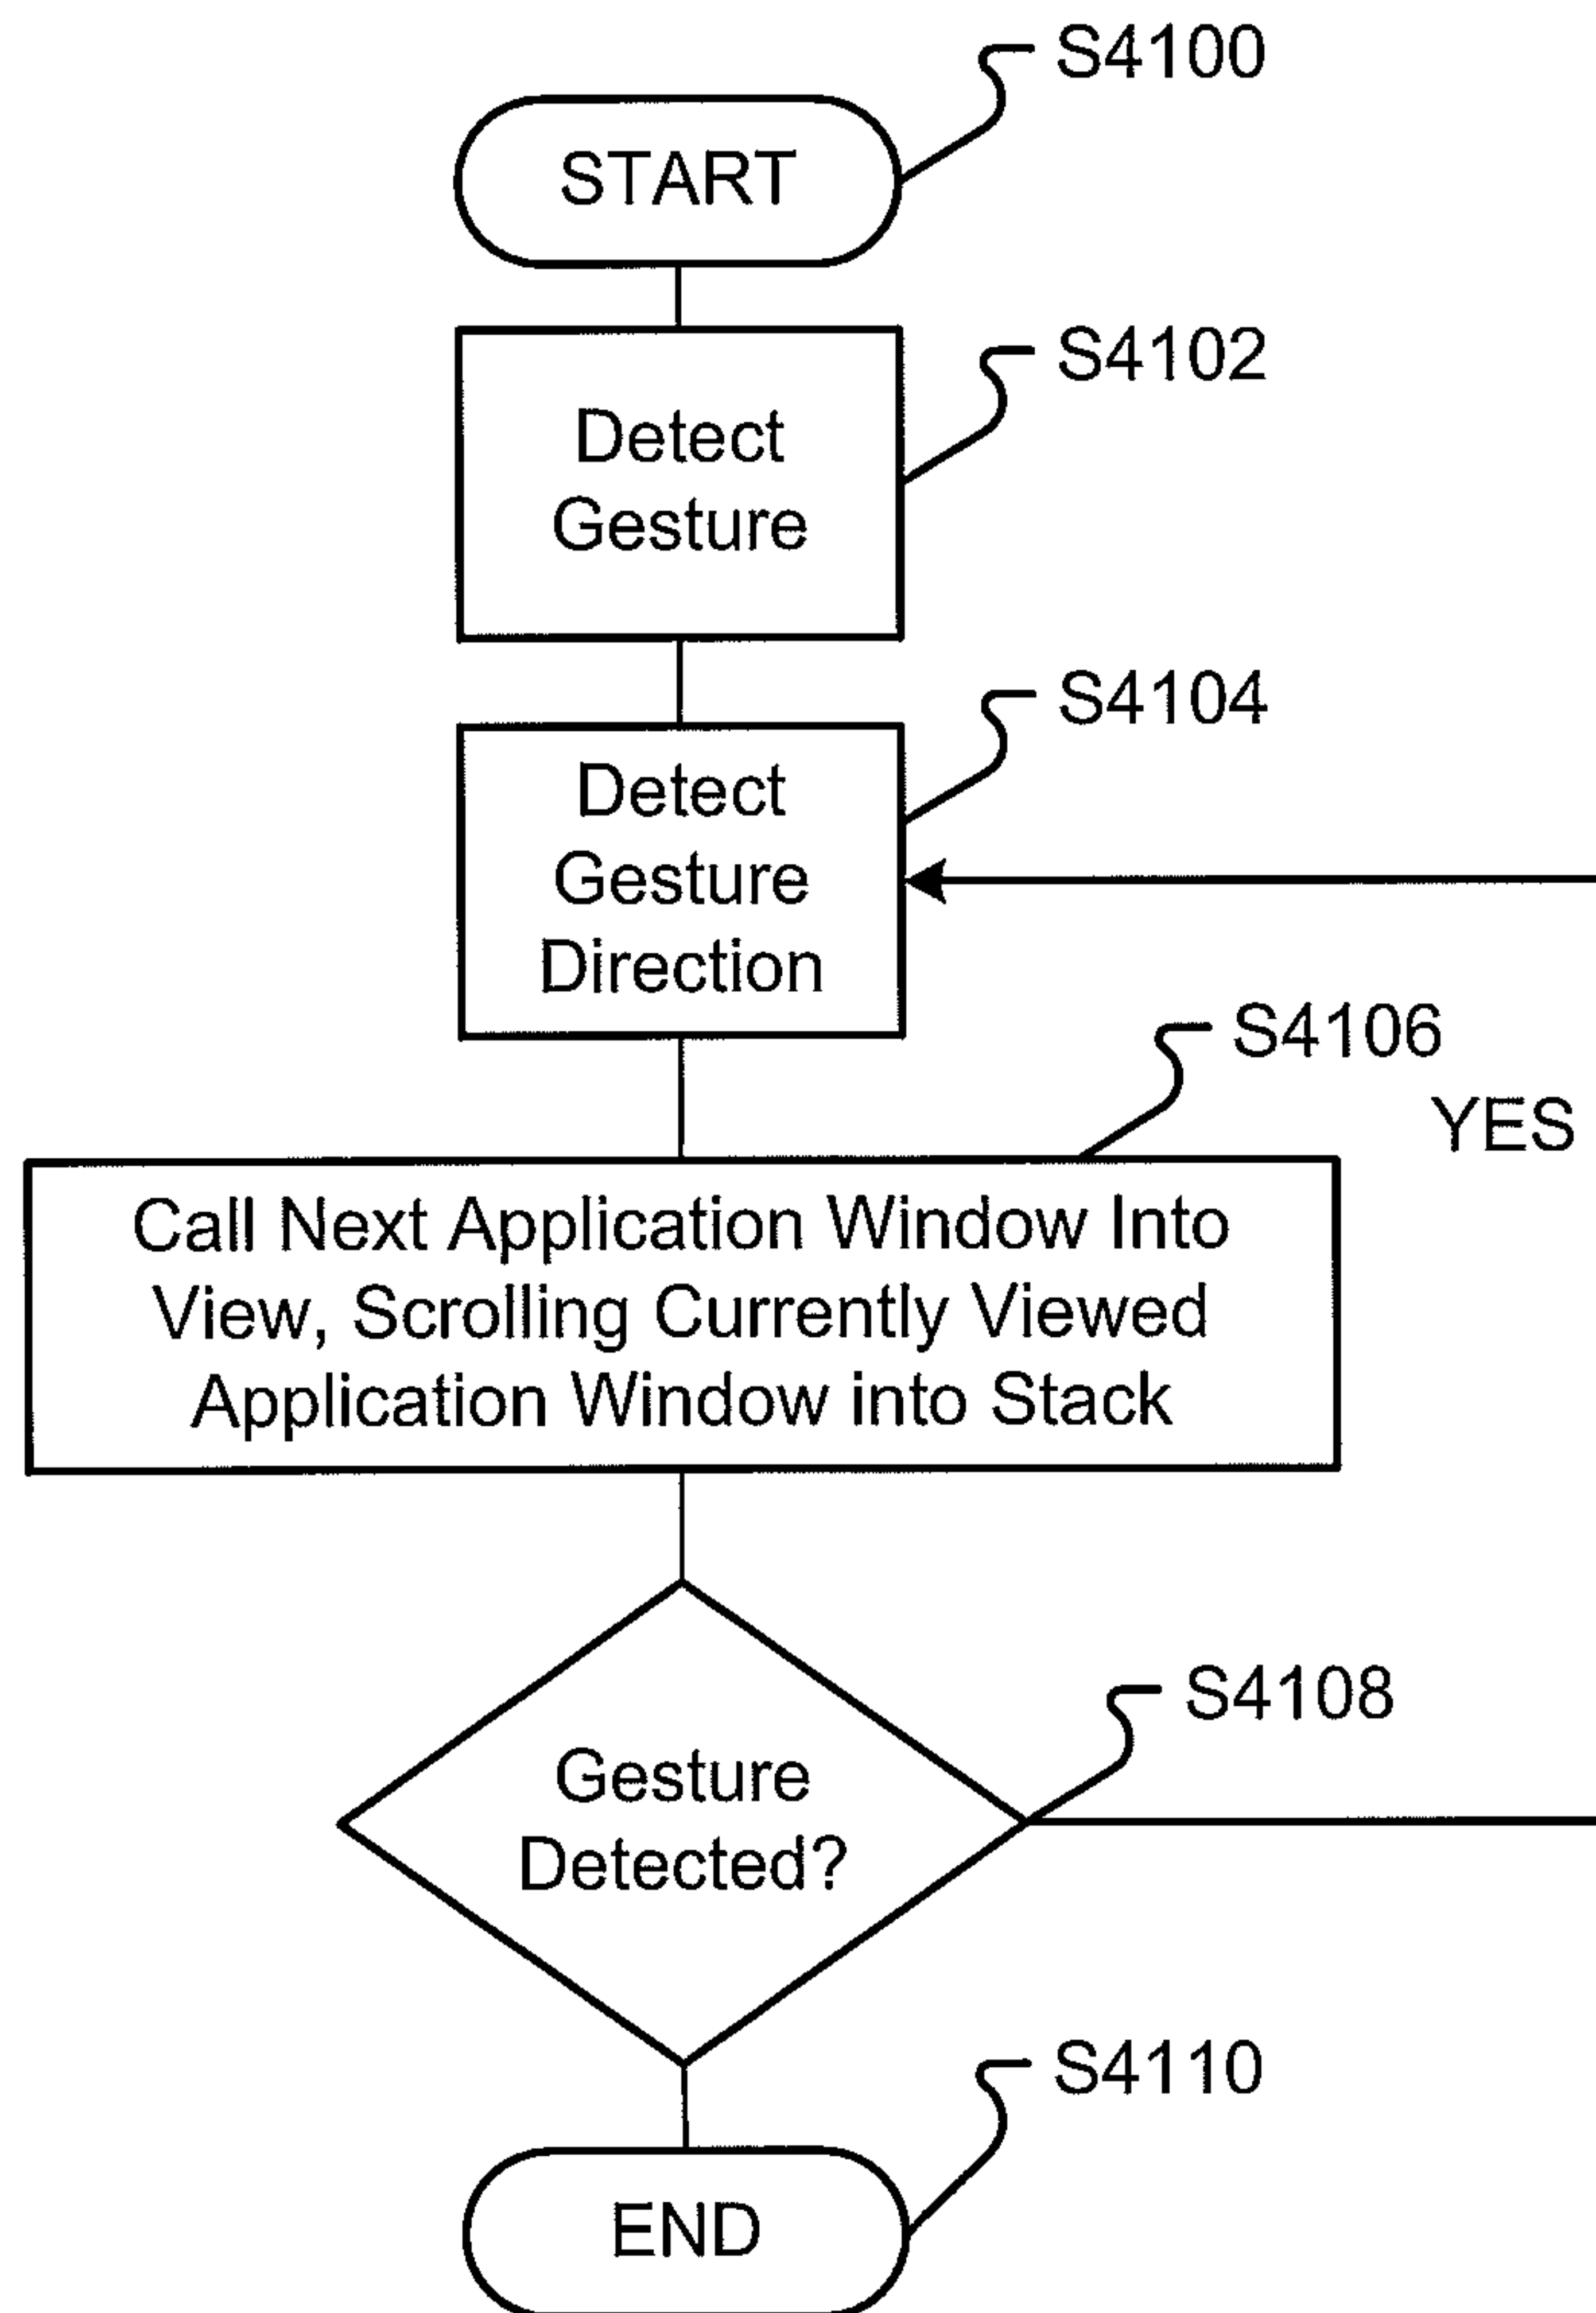 S4100
START
S4102
Detect
Gesture
S4104
Detect
Gesture
Direction
S4106
YES
Call Next Application Window Into
View, Scrolling Currently Viewed
Application Window into Stack
S4108
Gesture
Detected?
S4110
END